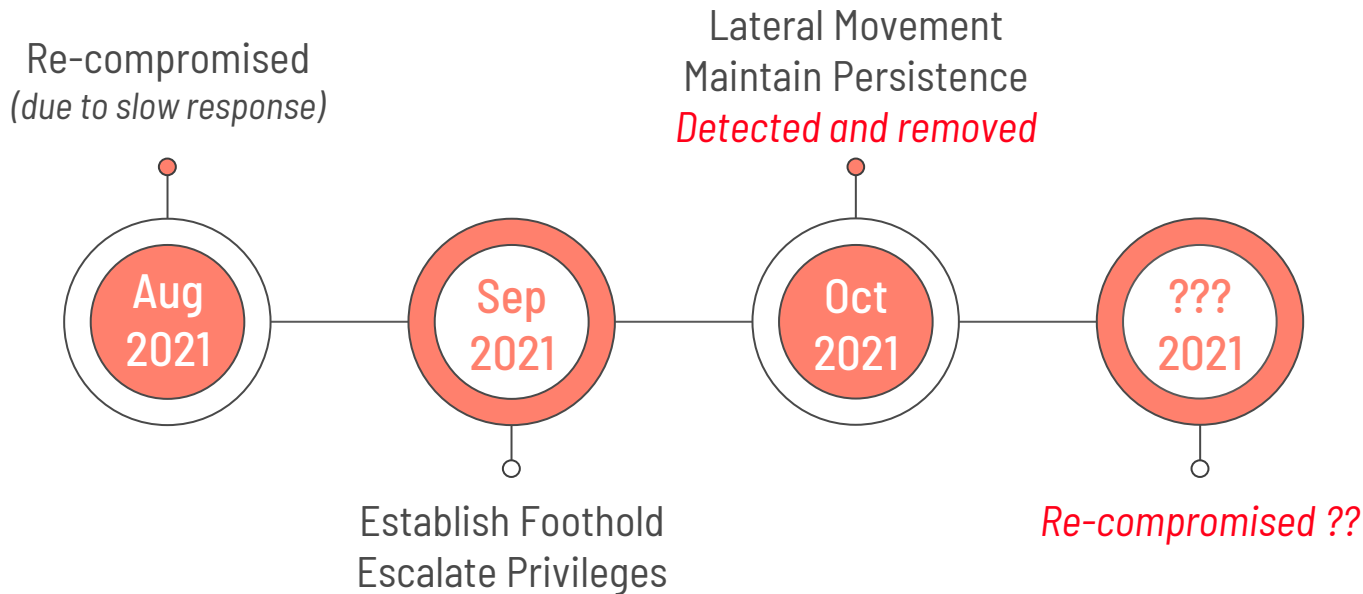 Re-compromised
(due to slow response)
Aug
2021
Sep
2021
Establish Foothold
Escalate Privileges
Lateral Movement
Maintain Persistence
Detected and removed
Oct
2021
???
2021
Re-compromised ??